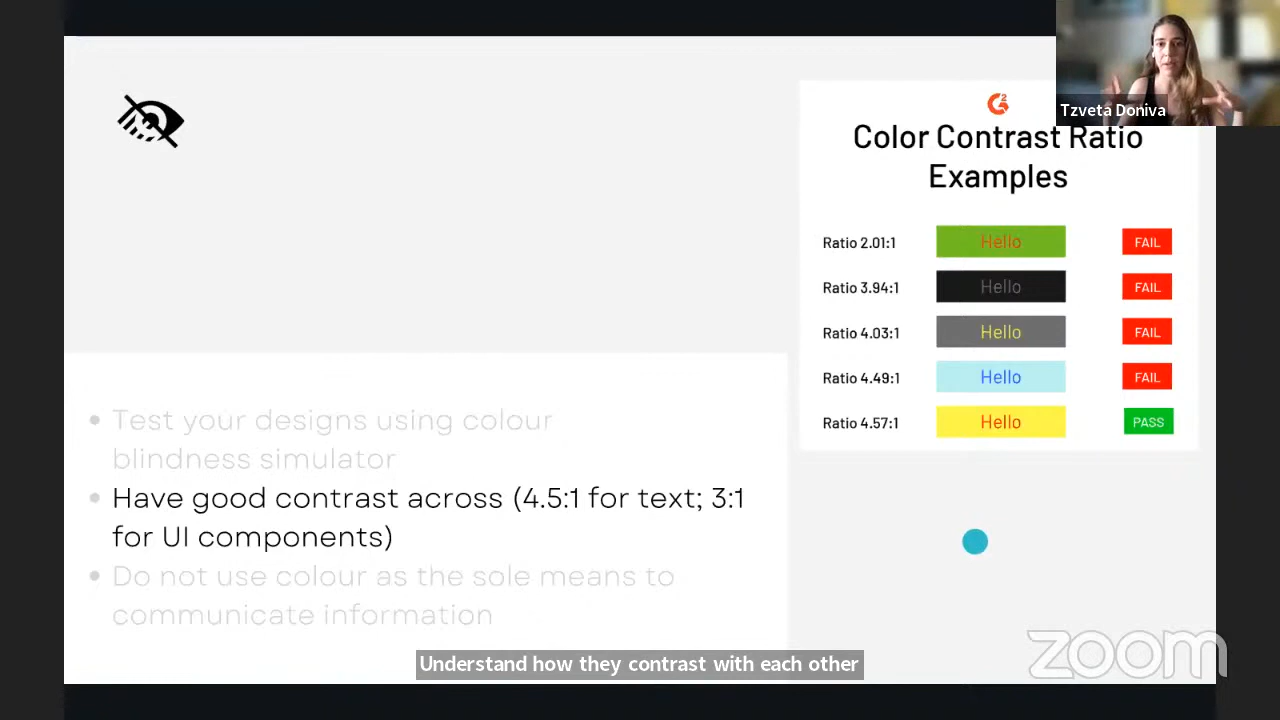 Tzveta Doniva
Color Contrast Ratio
Examples
Ratio 2.01:1 Hello FAIL
Ratio 3.94:1 Hello FAIL
Ratio 4.03:1 Hello FAIL
Ratio 4.49:1 Hello FAIL
Ratio 4.57:1 Hello PASS
• Test your designs using colour
blindness simulator
• Have good contrast across (4.5:1 for text; 3:1
for UI components)
• Do not use colour as the sole means to
communicate information
Understand how they contrast with each other
zoom